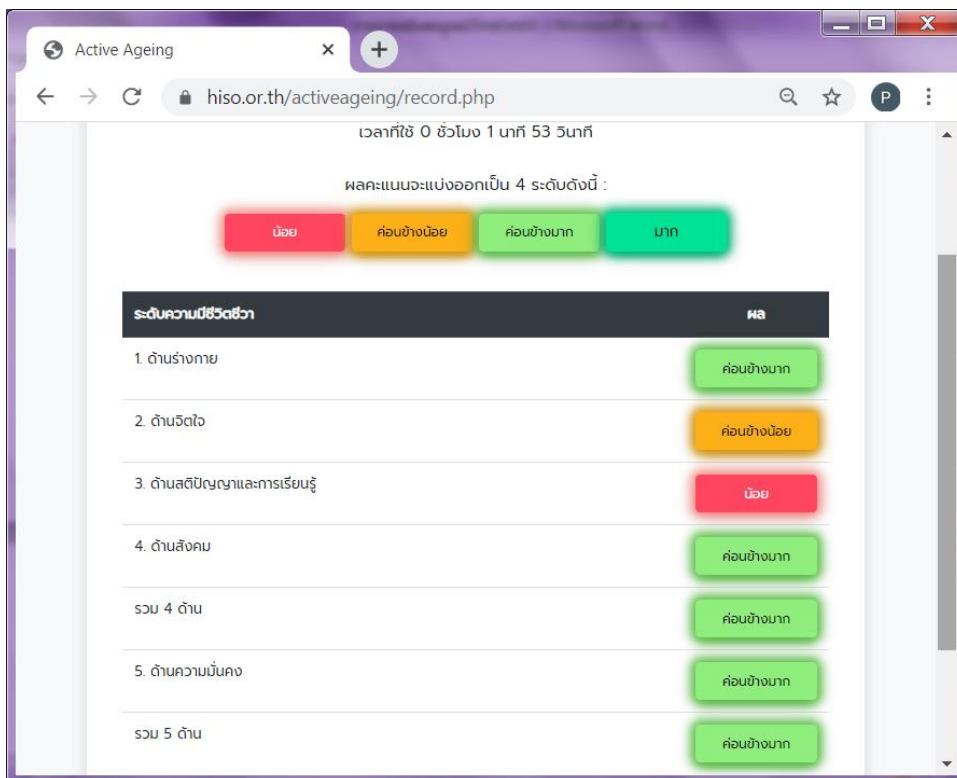 Active Ageing
hiso.or.th/activeageing/record.php
P
เวลาที่ใช้ 0 ชั่วโมง 1 นาที 53 วินาที
ผลคะแนนจะแบ่งออกเป็น 4 ระดับดังนี้ :
น้อย ค่อนข้างน้อย ค่อนข้างมาก มาก
ระดับความมีชีวิตชีวา ผล
1. ด้านร่างกาย ค่อนข้างมาก
2. ด้านจิตใจ ค่อนข้างน้อย
3. ด้านสติปัญญาและการเรียนรู้ น้อย
4. ด้านสังคม ค่อนข้างมาก
รวม 4 ด้าน ค่อนข้างมาก
5. ด้านความมั่นคง ค่อนข้างมาก
รวม 5 ด้าน ค่อนข้างมาก